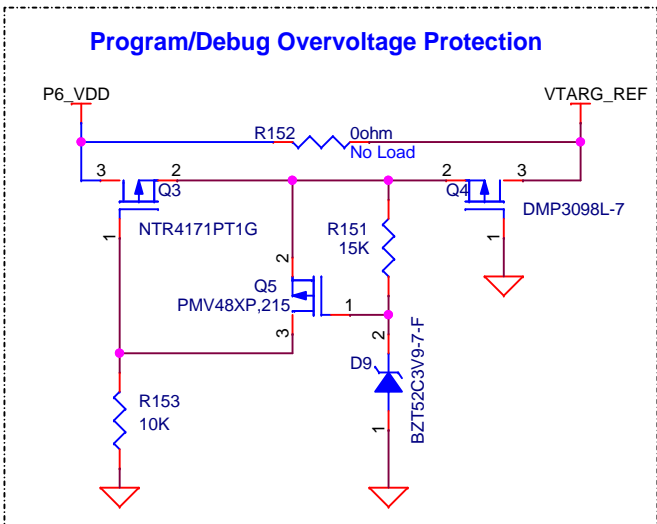 Program/Debug Overvoltage Protection
P6_VDD
VTARG_REF
R152
0ohm
No Load
3
2
Q3
2
3
Q4
1
NTR4171PT1G
R151
15K
1
DMP3098L-7
2
Q5
PMV48XP,215
1
3
2
D9
BZT52C3V9-7-F
1
R153
10K